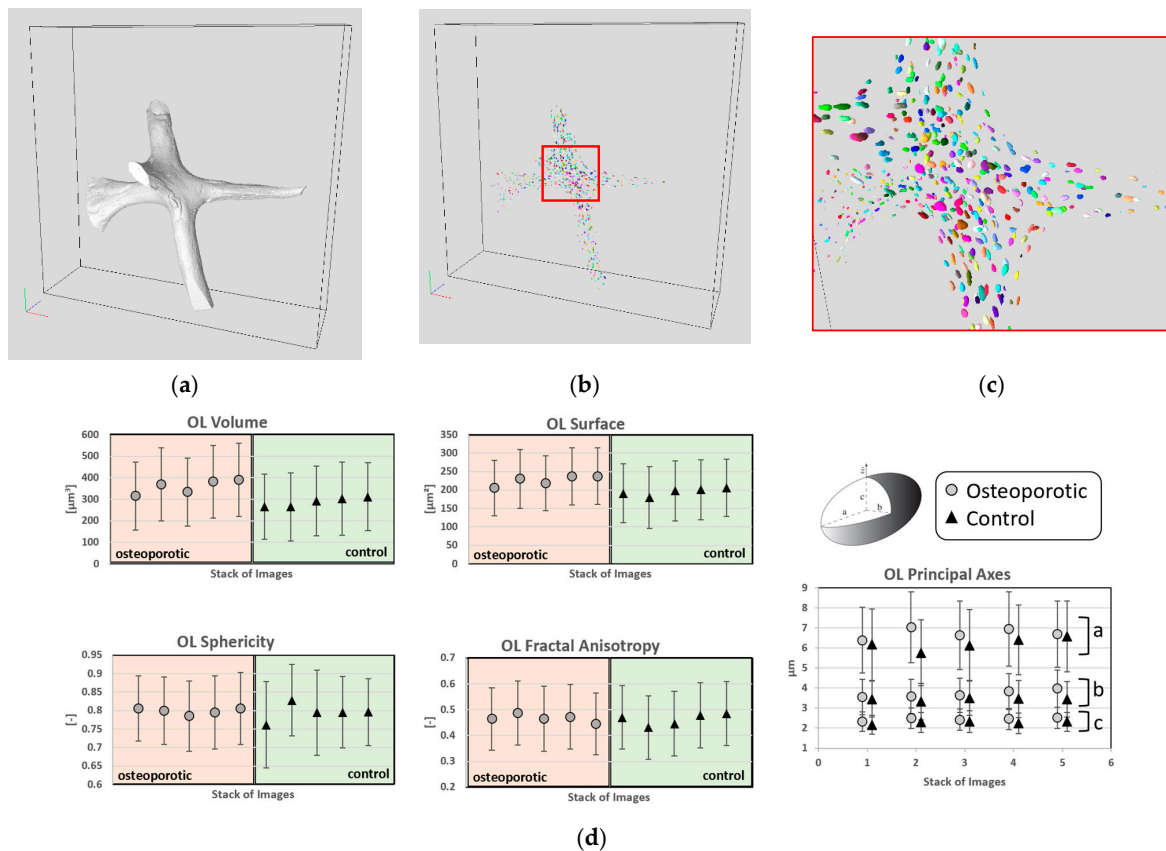 (a)
(b)
(c)
OL Volume
[µm³]
600
500
400
300
200
100
0
osteoporotic
control
Stack of Images
OL Surface
[µm²]
350
300
250
200
150
100
50
0
osteoporotic
control
Stack of Images
c
a
b
Osteoporotic
Control
OL Sphericity
[-]
0.95
0.9
0.85
0.8
0.75
0.7
0.65
0.6
osteoporotic
control
Stack of Images
OL Fractal Anisotropy
[-]
0.7
0.6
0.5
0.4
0.3
0.2
osteoporotic
control
Stack of Images
OL Principal Axes
µm
9
8
7
6
5
4
3
2
1
a
b
c
0 1 2 3 4 5 6
Stack of Images
(d)